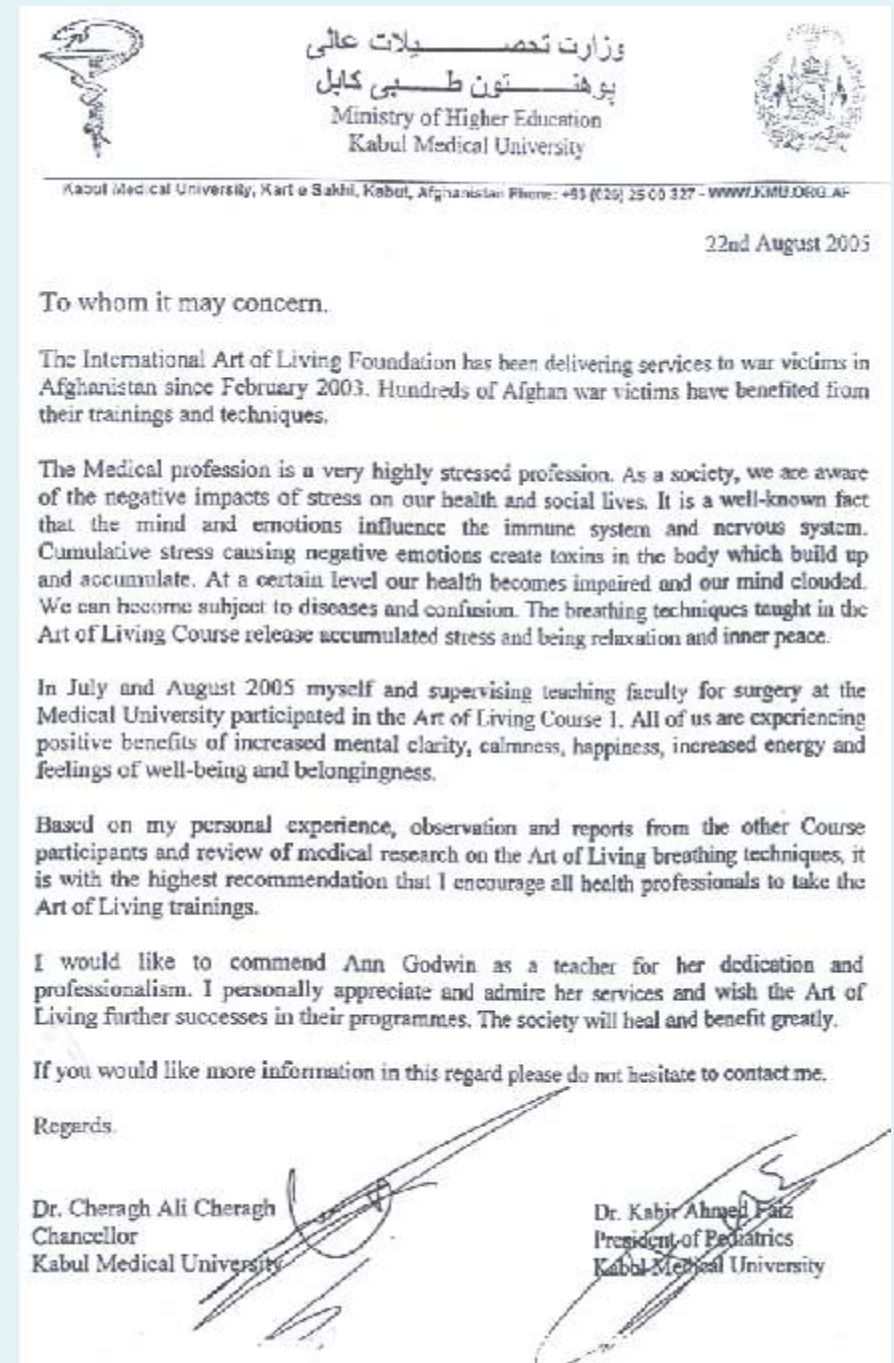 وزارت تحصیلات عالی
پوهنتون طبی کابل
Ministry of Higher Education
Kabul Medical University
Kabul Medical University, Kart e Sakhi, Kabul, Afghanistan Phone: +93 (020) 25 00 327 - WWW.KMU.ORG.AF
22nd August 2005
To whom it may concern.
The International Art of Living Foundation has been delivering services to war victims in
Afghanistan since February 2003. Hundreds of Afghan war victims have benefited from
their trainings and techniques.
The Medical profession is a very highly stressed profession. As a society, we are aware
of the negative impacts of stress on our health and social lives. It is a well-known fact
that the mind and emotions influence the immune system and nervous system.
Cumulative stress causing negative emotions create toxins in the body which build up
and accumulate. At a certain level our health becomes impaired and our mind clouded.
We can become subject to diseases and confusion. The breathing techniques taught in the
Art of Living Course release accumulated stress and being relaxation and inner peace.
In July and August 2005 myself and supervising teaching faculty for surgery at the
Medical University participated in the Art of Living Course 1. All of us are experiencing
positive benefits of increased mental clarity, calmness, happiness, increased energy and
feelings of well-being and belongingness.
Based on my personal experience, observation and reports from the other Course
participants and review of medical research on the Art of Living breathing techniques, it
is with the highest recommendation that I encourage all health professionals to take the
Art of Living trainings.
I would like to commend Ann Godwin as a teacher for her dedication and
professionalism. I personally appreciate and admire her services and wish the Art of
Living further successes in their programmes. The society will heal and benefit greatly.
If you would like more information in this regard please do not hesitate to contact me.
Regards.
Dr. Cheragh Ali Cheragh
Chancellor
Kabul Medical University
Dr. Kabir Ahmed Faiz
President of Pediatrics
Kabul Medical University